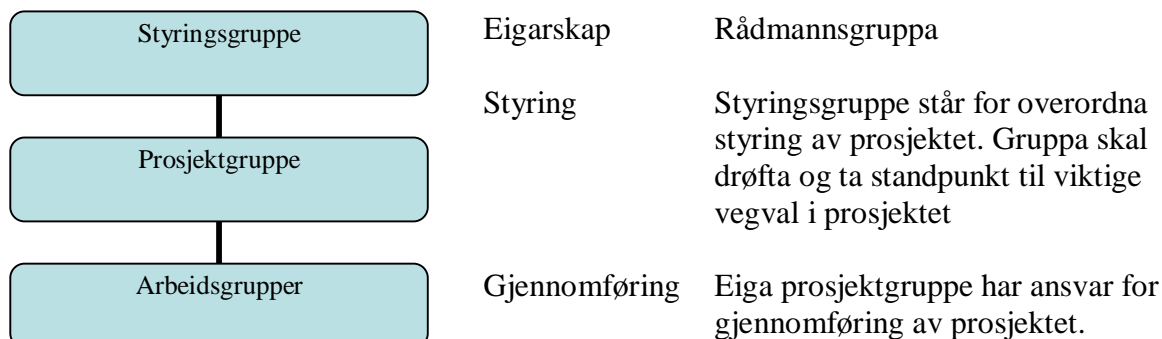 Styringsgruppe
Eigarskap Rådmannsgruppa
Styring Styringsgruppe står for overordna
styring av prosjektet. Gruppa skal
drøfta og ta standpunkt til viktige
vegval i prosjektet
Prosjektgruppe
Arbeidsgrupper
Gjennomføring Eiga prosjektgruppe har ansvar for
gjennomføring av prosjektet.